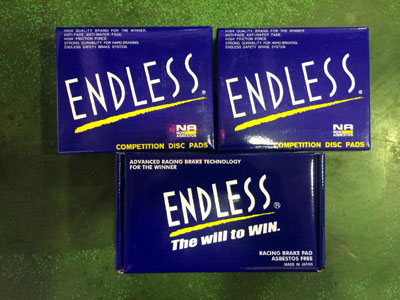 HIGH QUALITY BRAND FOR THE WINNER.
ANTI-FADE ANTI-WATER FADE.
HIGH FRICTION FORCE.
STRONG DURABILITY FOR HARD BRAKING.
ENDLESS SAFETY BRAKE SYSTEM.
ENDLESS®
NA
NON
ASBESTOS
COMPETITION DISC PADS
HIGH QUALITY BRAND FOR THE WINNER.
ANTI-FADE ANTI-WATER FADE.
HIGH FRICTION FORCE.
STRONG DURABILITY FOR HARD BRAKING.
ENDLESS SAFETY BRAKE SYSTEM.
ENDLESS®
NA
NON
ASBESTOS
COMPETITION DISC PADS
ADVANCED RACING BRAKE TECHNOLOGY
FOR THE WINNER
ENDLESS®
The will to WIN.
RACING BRAKE PAD
ASBESTOS FREE
MADE IN JAPAN